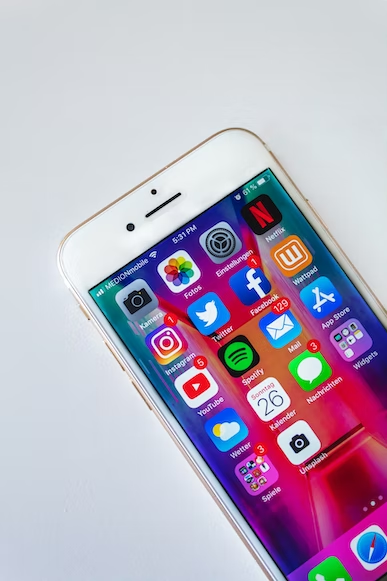 MEDIONmobile 5:31 PM 61 %
Kamera Fotos Einstellungen Netflix
1 1
Instagram Twitter Facebook Wattpad
5 129
YouTube Spotify Mail App Store
Sonntag 3
26
Wetter Kalender Nachrichten Widgets
3
Spiele Unsplash